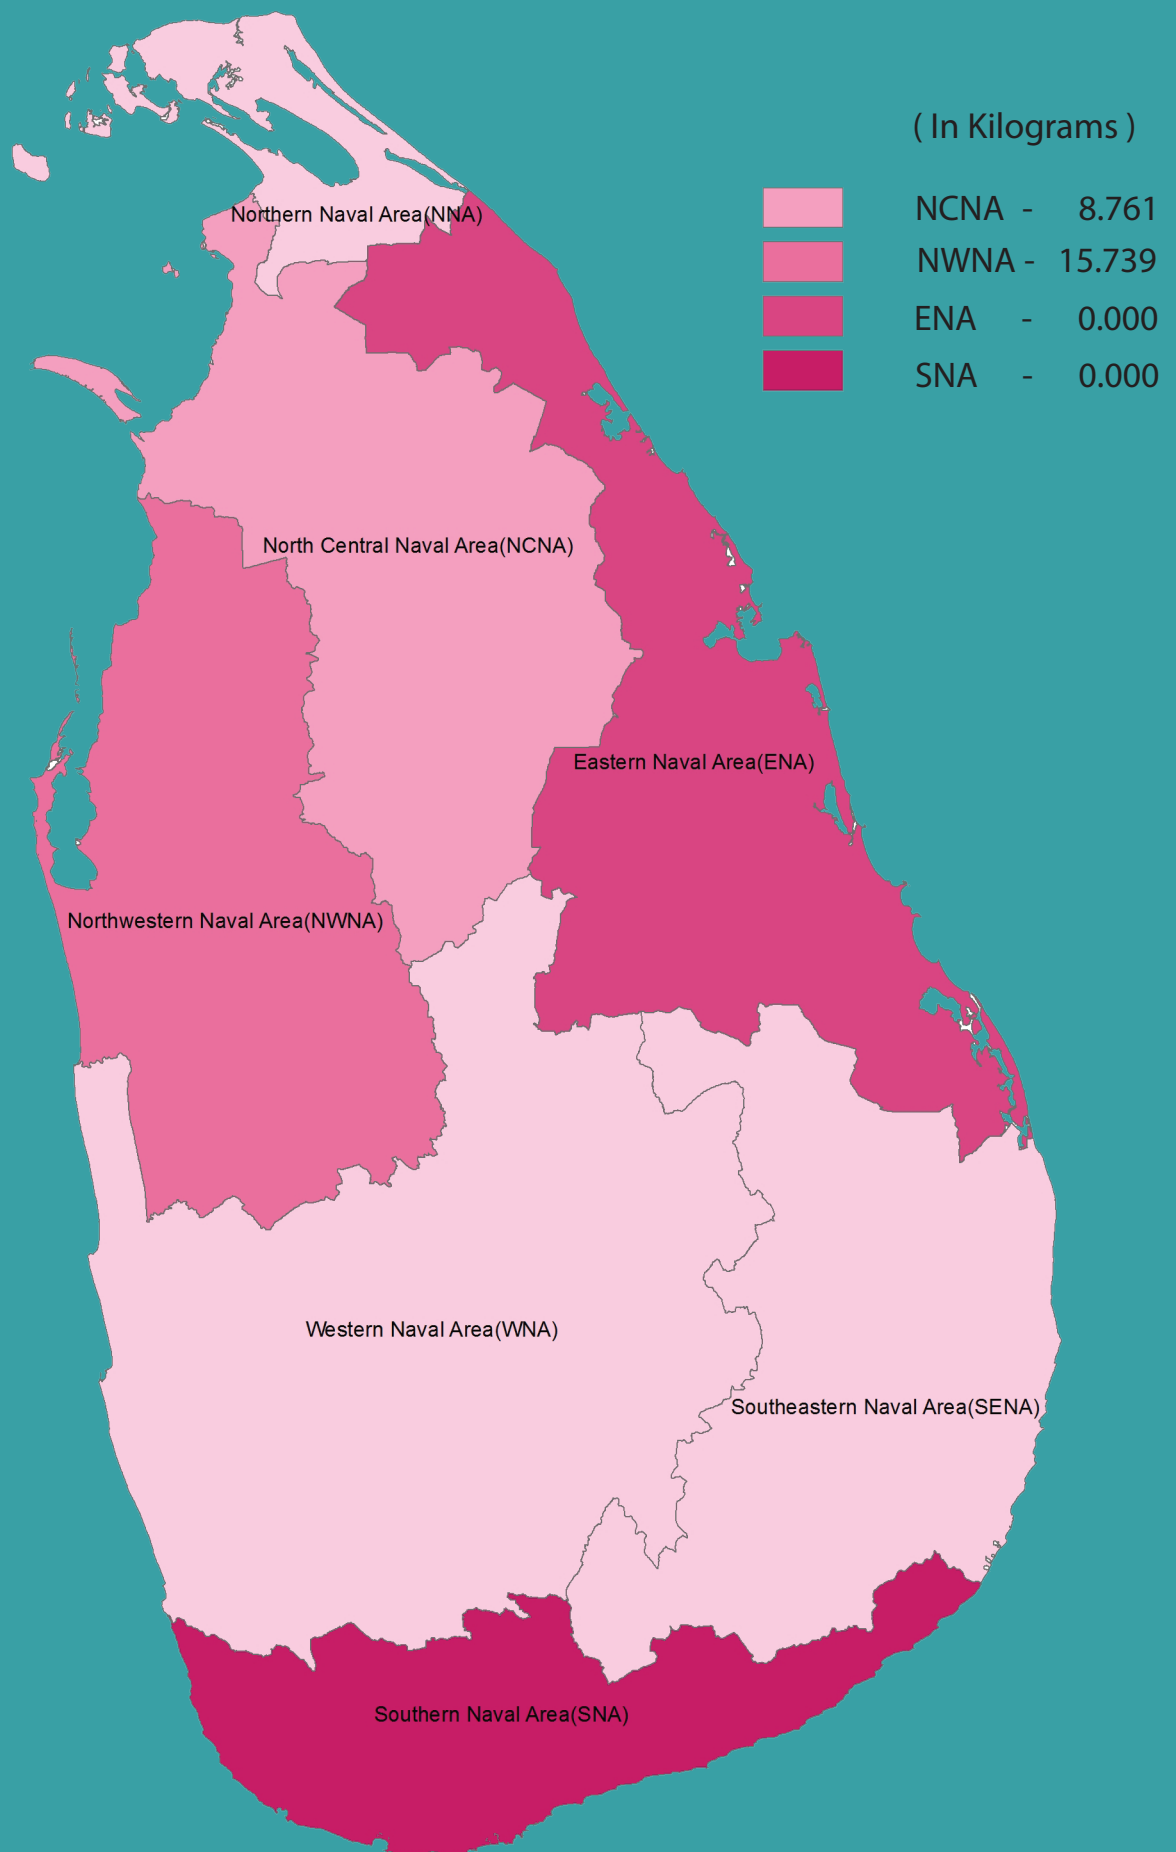 ( In Kilograms )
NCNA - 8.761
NWNA - 15.739
ENA - 0.000
SNA - 0.000
Northern Naval Area(NNA)
North Central Naval Area(NCNA)
Eastern Naval Area(ENA)
Northwestern Naval Area(NWNA)
Western Naval Area(WNA)
Southeastern Naval Area(SENA)
Southern Naval Area(SNA)